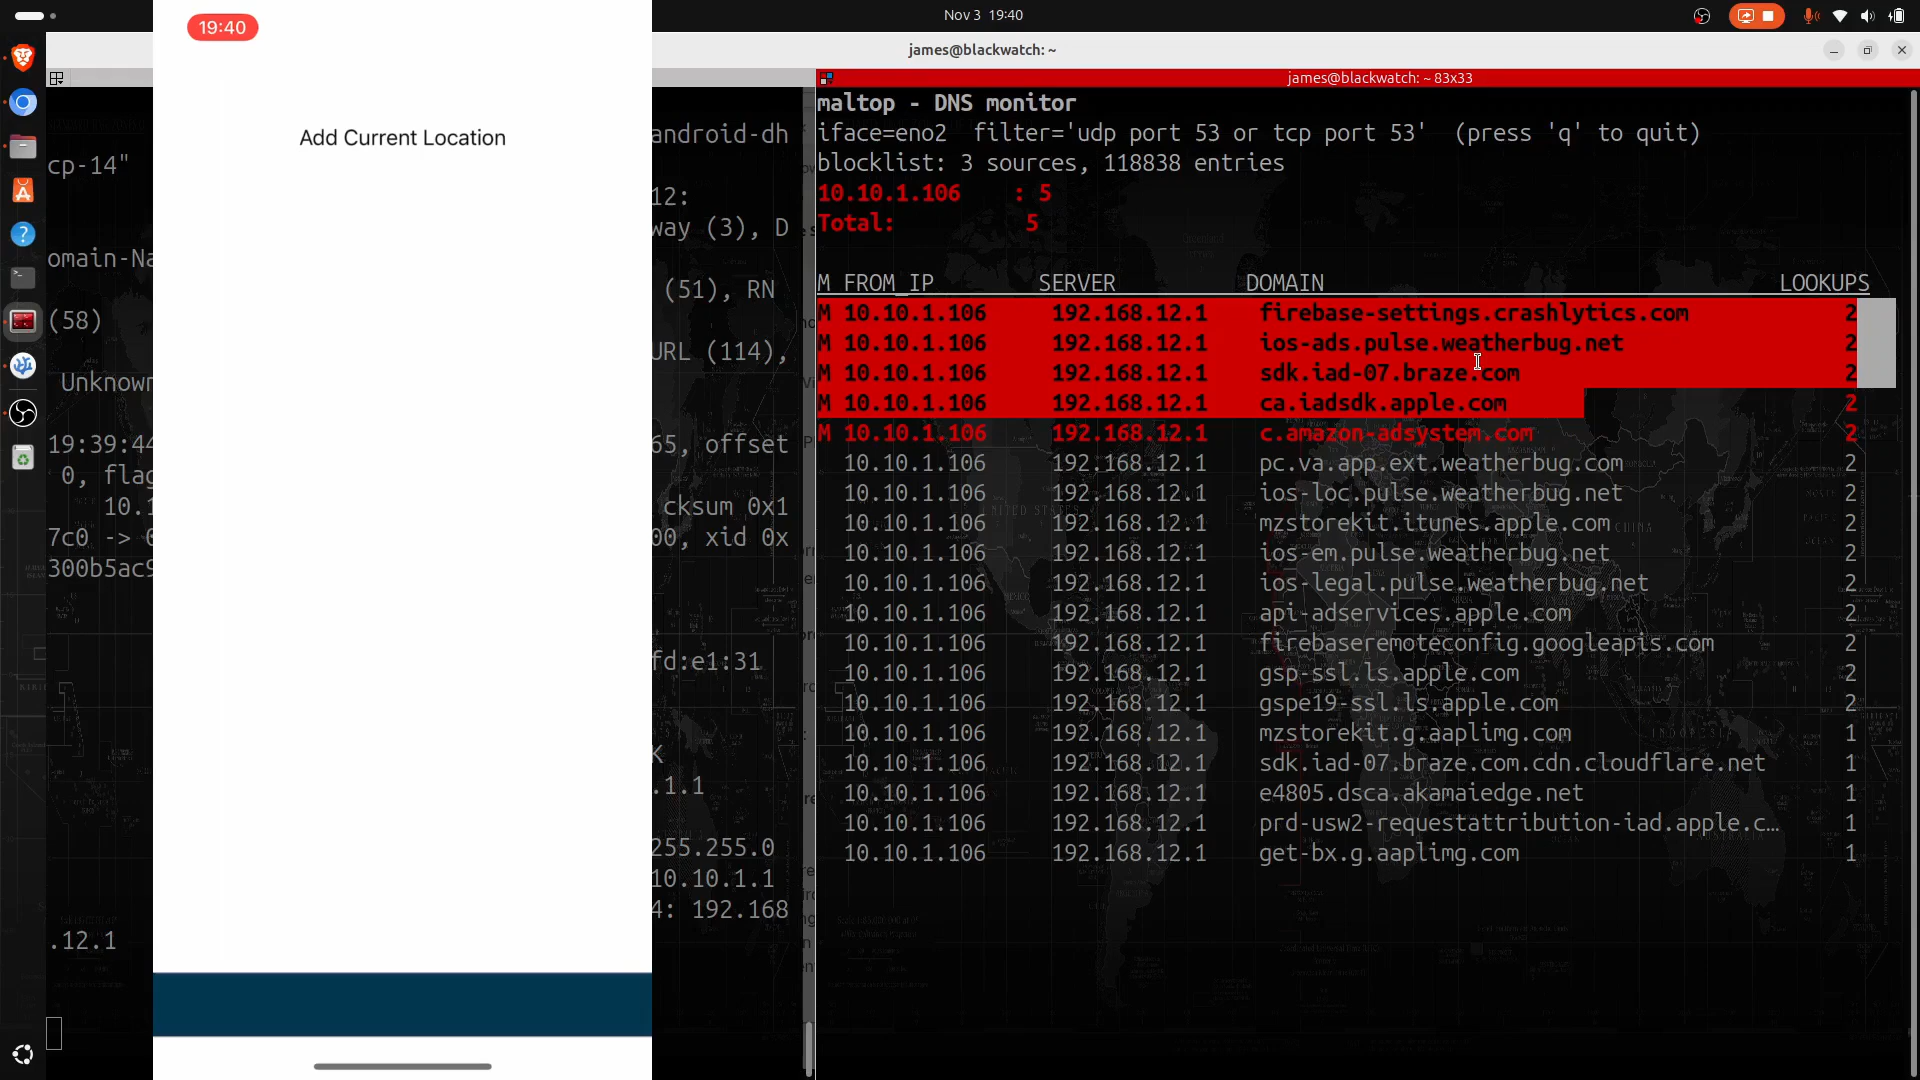 Nov 3 19:40
james@blackwatch: ~
19:40
Add Current Location
android-dh
cp-14"
12:
way (3), D
omain-Na
(51), RN
(58)
URL (114),
Unknown
19:39:44
65, offset
0, flag
10.1
cksum 0x1
7c0 -> 0
00, xid 0x
300b5ac9
fd:e1:31
K
.1.1
255.255.0
10.10.1.1
4: 192.168
.12.1
james@blackwatch: ~ 83x33
maltop - DNS monitor
iface=eno2 filter='udp port 53 or tcp port 53' (press 'q' to quit)
blocklist: 3 sources, 118838 entries
10.10.1.106 : 5
Total: 5
M FROM_IP SERVER DOMAIN LOOKUPS
M 10.10.1.106 192.168.12.1 firebase-settings.crashlytics.com 2
M 10.10.1.106 192.168.12.1 ios-ads.pulse.weatherbug.net 2
M 10.10.1.106 192.168.12.1 sdk.iad-07.braze.com 2
M 10.10.1.106 192.168.12.1 ca.iadsdk.apple.com 2
M 10.10.1.106 192.168.12.1 c.amazon-adsystem.com 2
10.10.1.106 192.168.12.1 pc.va.app.ext.weatherbug.com 2
10.10.1.106 192.168.12.1 ios-loc.pulse.weatherbug.net 2
10.10.1.106 192.168.12.1 mzstorekit.itunes.apple.com 2
10.10.1.106 192.168.12.1 ios-em.pulse.weatherbug.net 2
10.10.1.106 192.168.12.1 ios-legal.pulse.weatherbug.net 2
10.10.1.106 192.168.12.1 api-adservices.apple.com 2
10.10.1.106 192.168.12.1 firebaseremoteconfig.googleapis.com 2
10.10.1.106 192.168.12.1 gsp-ssl.ls.apple.com 2
10.10.1.106 192.168.12.1 gspe19-ssl.ls.apple.com 2
10.10.1.106 192.168.12.1 mzstorekit.g.aaplimg.com 1
10.10.1.106 192.168.12.1 sdk.iad-07.braze.com.cdn.cloudflare.net 1
10.10.1.106 192.168.12.1 e4805.dsca.akamaiedge.net 1
10.10.1.106 192.168.12.1 prd-usw2-requestattribution-iad.apple.c… 1
10.10.1.106 192.168.12.1 get-bx.g.aaplimg.com 1